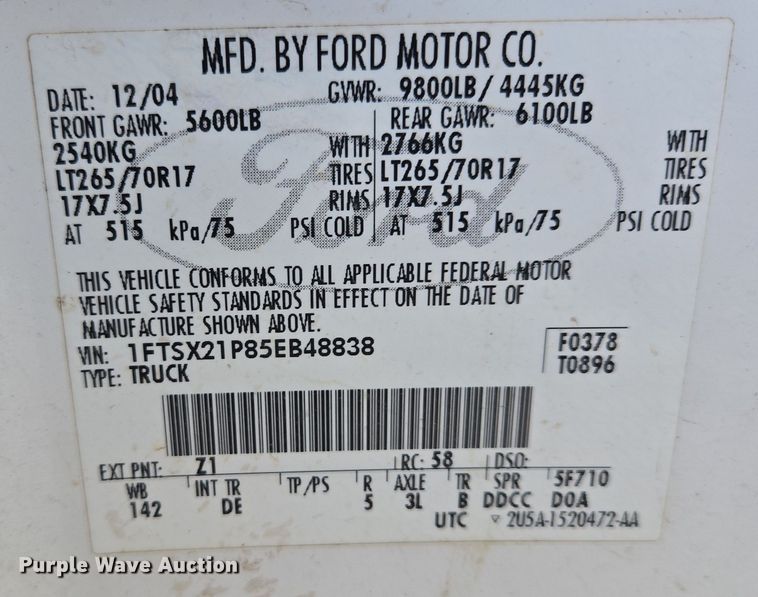 MFD. BY FORD MOTOR CO.
DATE: 12/04 GVWR: 9800LB/ 4445KG
FRONT GAWR: 5600LB REAR GAWR: 6100LB
2540KG WITH 2766KG WITH
LT265/70R17 TIRES LT265/70R17 TIRES
17X7.5J RIMS 17X7.5J RIMS
AT 515 kPa/75 PSI COLD AT 515 kPa/75 PSI COLD
Ford
THIS VEHICLE CONFORMS TO ALL APPLICABLE FEDERAL MOTOR
VEHICLE SAFETY STANDARDS IN EFFECT ON THE DATE OF
MANUFACTURE SHOWN ABOVE.
VIN: 1FTSX21P85EB48838 F0378
TYPE: TRUCK T0896
EXT PNT: Z1 RC: 58 DSO:
WB INT TR TP/PS R AXLE TR SPR 5F710
142 DE 5 3L B DDCC DOA
UTC ▽ 2U5A-1520472-AA
Purple Wave Auction